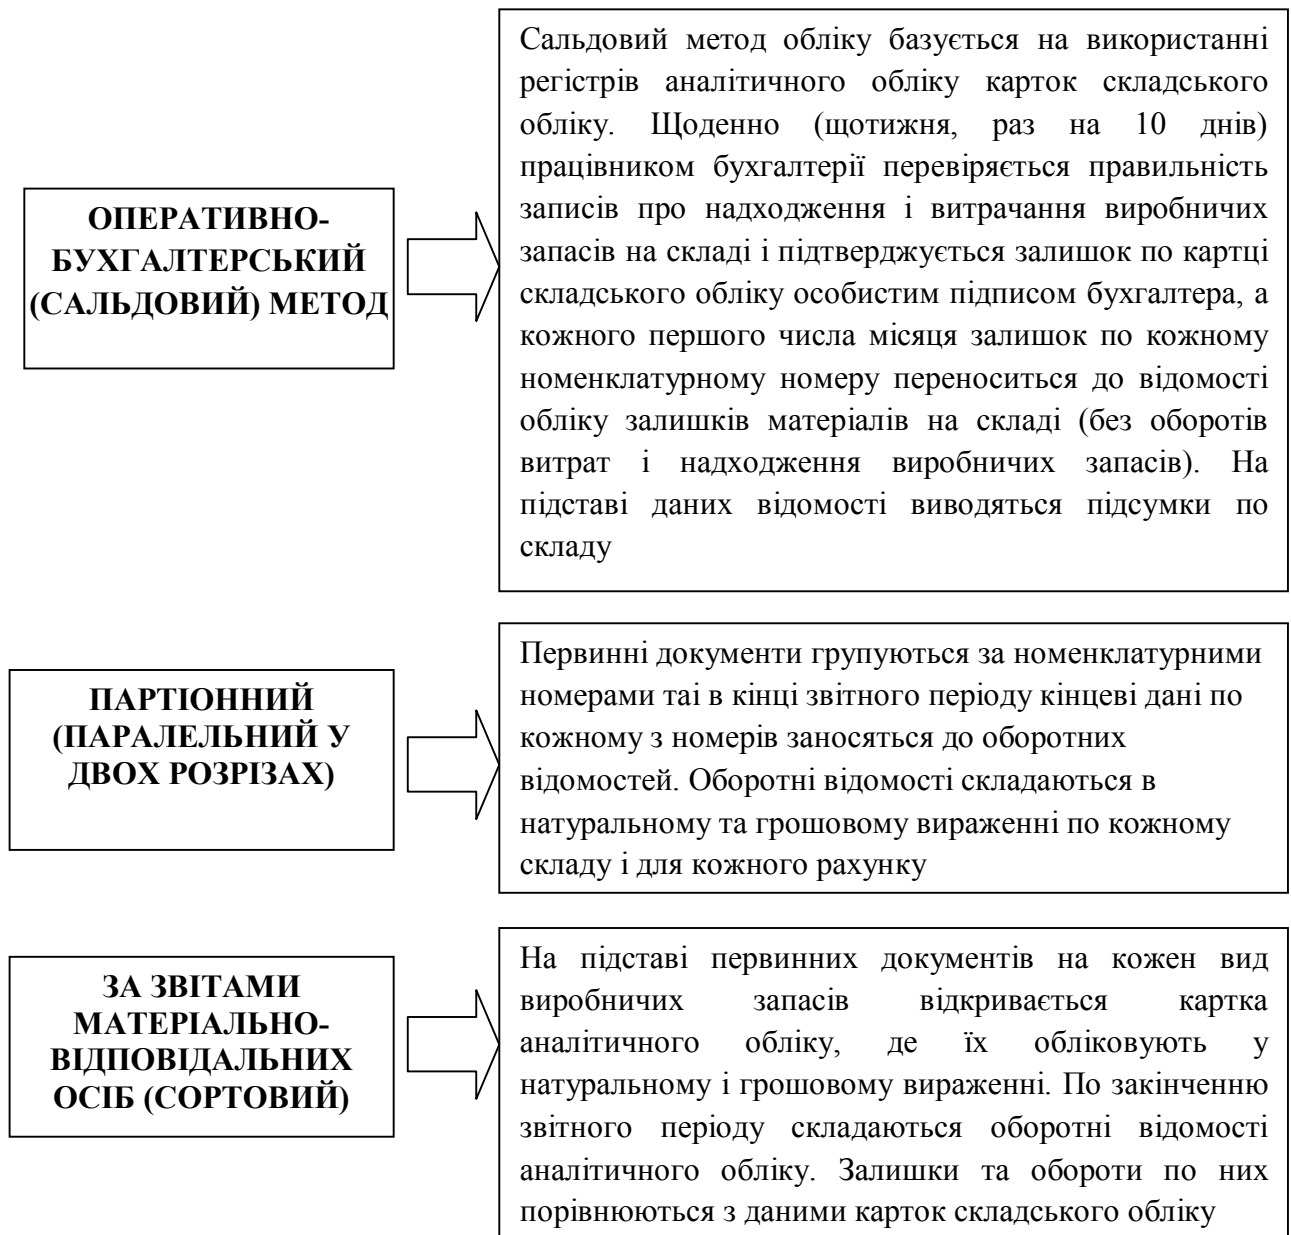 ОПЕРАТИВНО-
БУХГАЛТЕРСЬКИЙ
(САЛЬДОВИЙ) МЕТОД
Сальдовий метод обліку базується на використанні
регістрів аналітичного обліку карток складського
обліку. Щоденно (щотижня, раз на 10 днів)
працівником бухгалтерії перевіряється правильність
записів про надходження і витрачання виробничих
запасів на складі і підтверджується залишок по картці
складського обліку особистим підписом бухгалтера, а
кожного першого числа місяця залишок по кожному
номенклатурному номеру переноситься до відомості
обліку залишків матеріалів на складі (без оборотів
витрат і надходження виробничих запасів). На
підставі даних відомості виводяться підсумки по
складу
ПАРТІОННИЙ
(ПАРАЛЕЛЬНИЙ У
ДВОХ РОЗРІЗАХ)
Первинні документи групуються за номенклатурними
номерами таі в кінці звітного періоду кінцеві дані по
кожному з номерів заносяться до оборотних
відомостей. Оборотні відомості складаються в
натуральному та грошовому вираженні по кожному
складу і для кожного рахунку
ЗА ЗВІТАМИ
МАТЕРІАЛЬНО-
ВІДПОВІДАЛЬНИХ
ОСІБ (СОРТОВИЙ)
На підставі первинних документів на кожен вид
виробничих запасів відкривається картка
аналітичного обліку, де їх обліковують у
натуральному і грошовому вираженні. По закінченню
звітного періоду складаються оборотні відомості
аналітичного обліку. Залишки та обороти по них
порівнюються з даними карток складського обліку